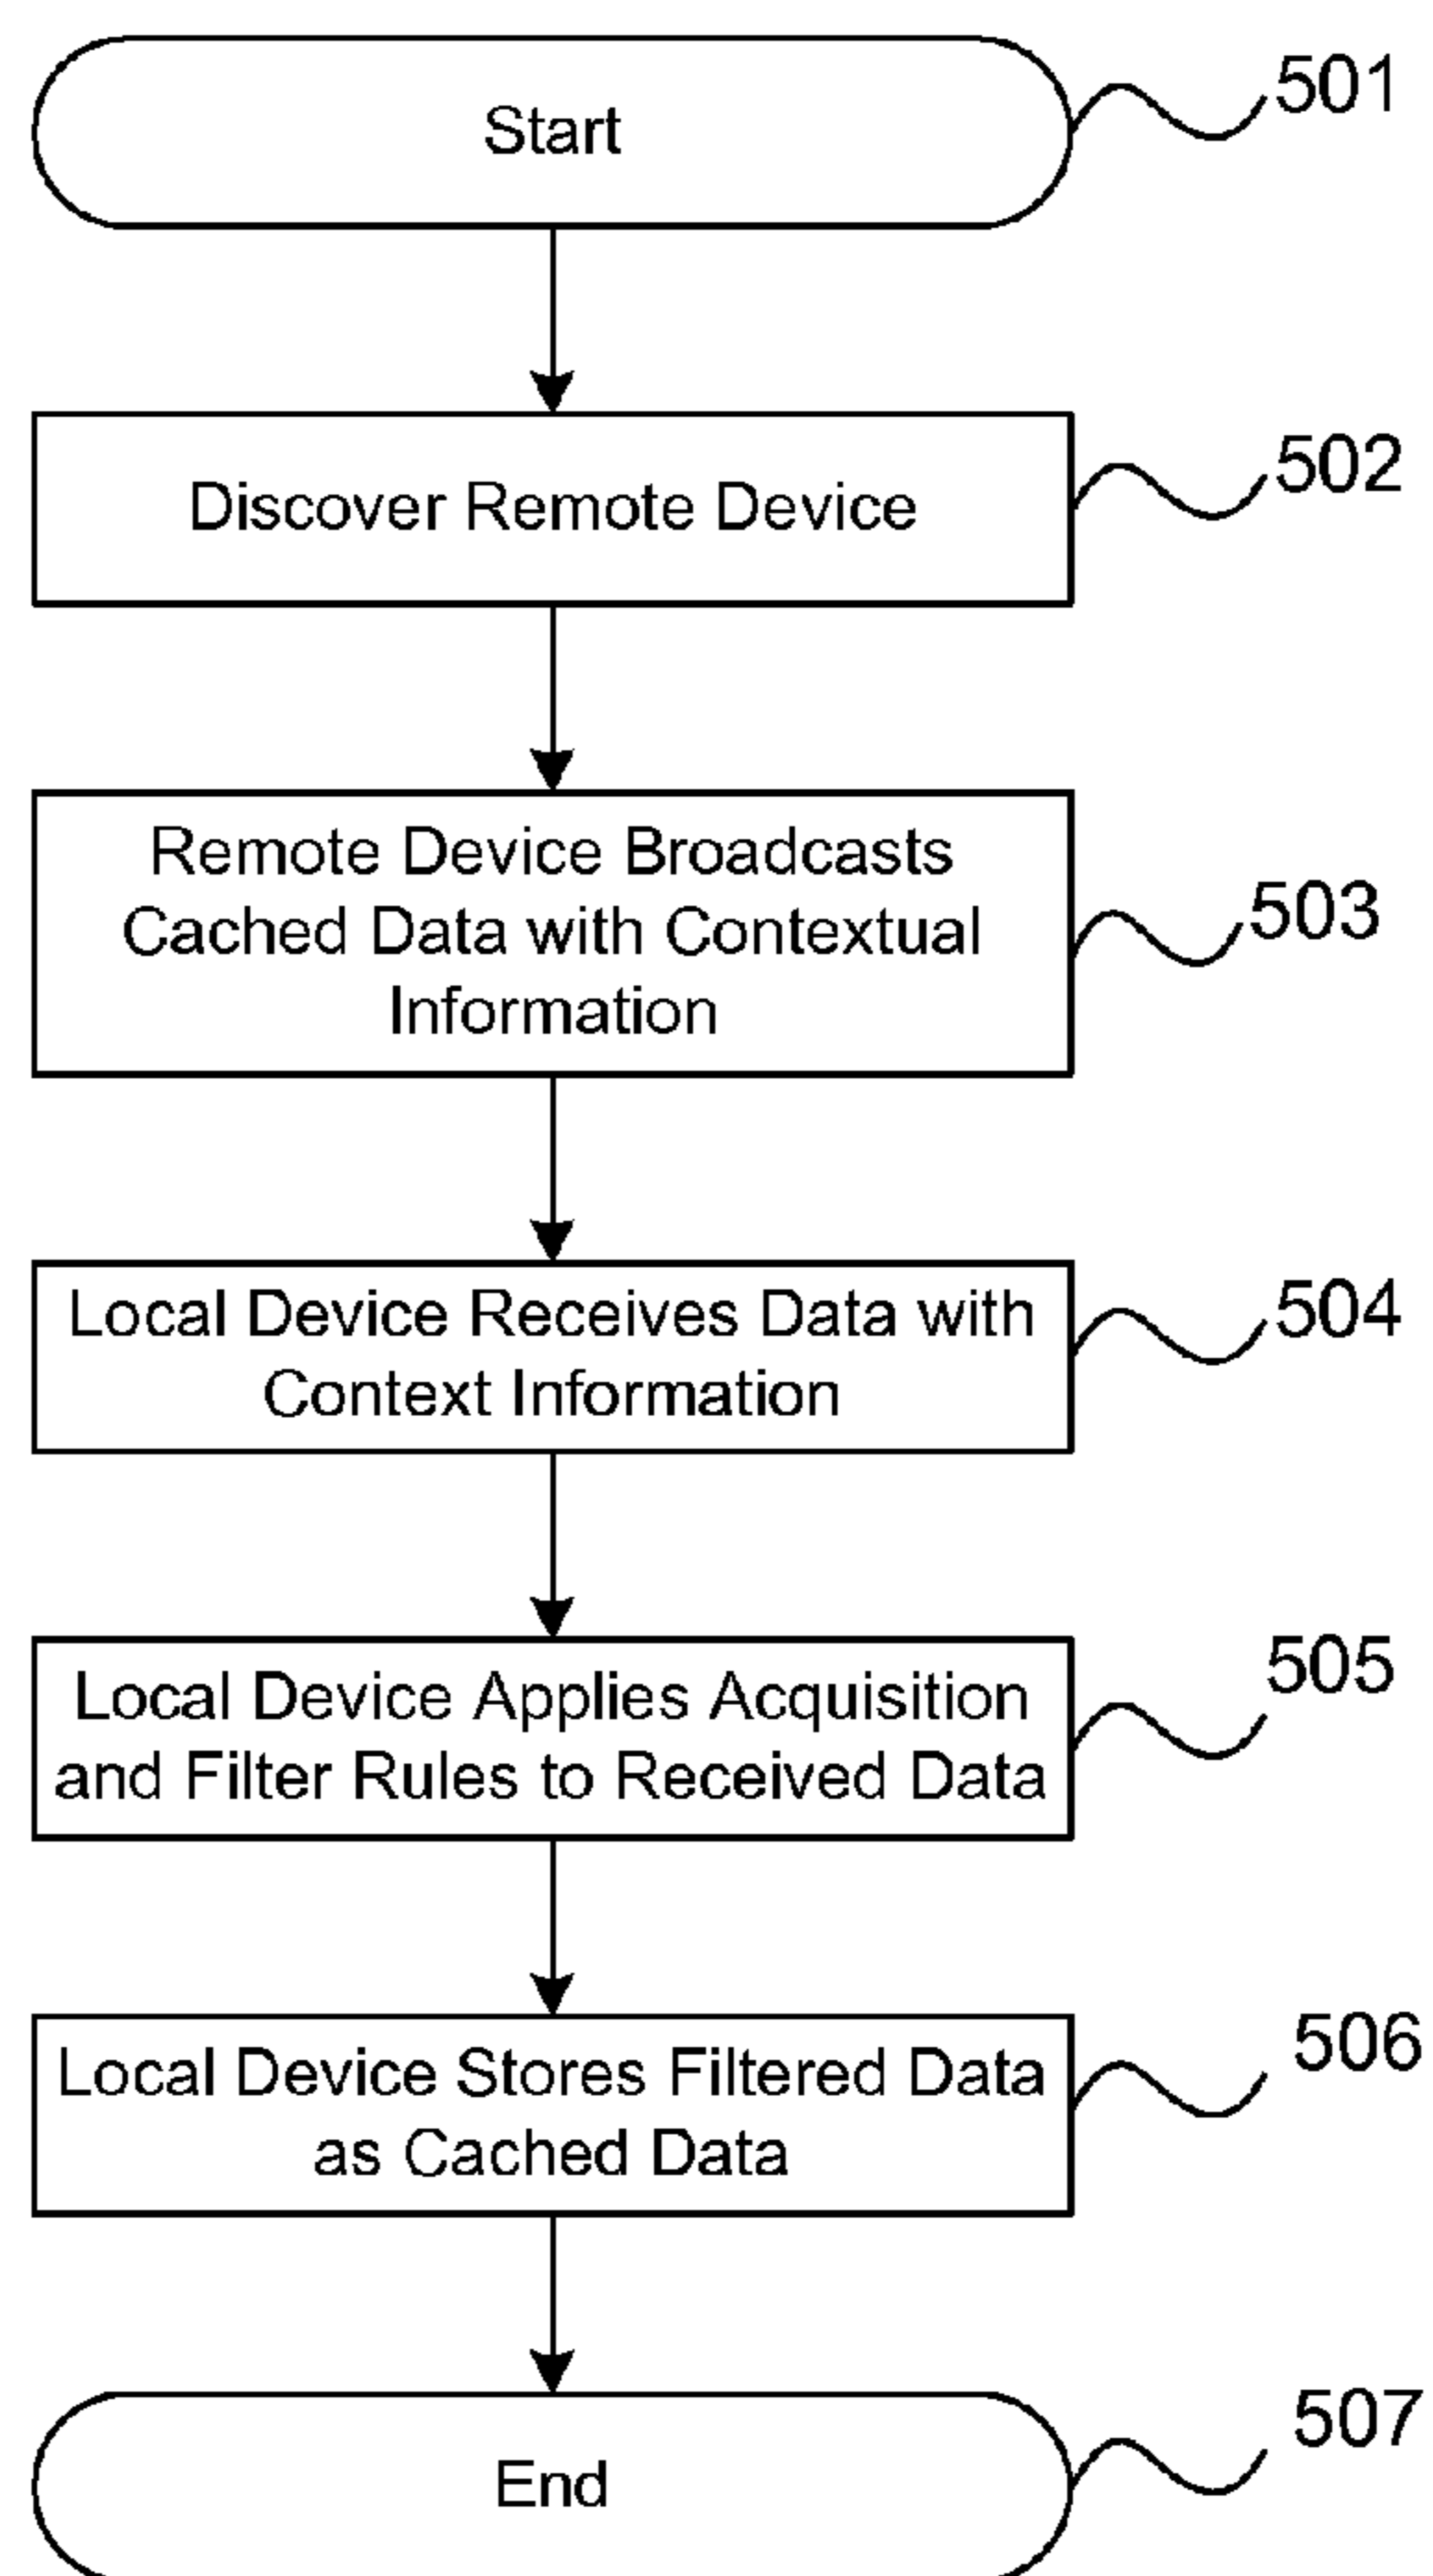 Start
501
Discover Remote Device
502
Remote Device Broadcasts
Cached Data with Contextual
Information
503
Local Device Receives Data with
Context Information
504
Local Device Applies Acquisition
and Filter Rules to Received Data
505
Local Device Stores Filtered Data
as Cached Data
506
End
507